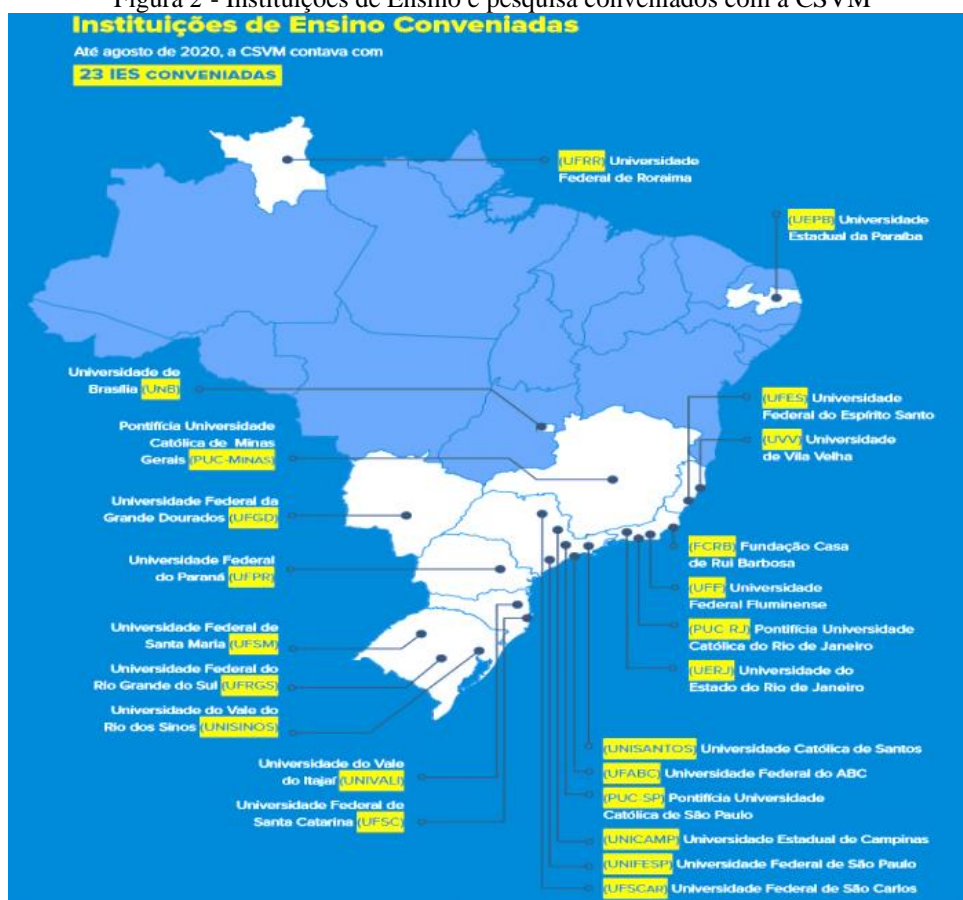 Figura 2 - Instituições de Ensino e pesquisa conveniados com a CSVM
Instituições de Ensino Conveniadas
Até agosto de 2020, a CSVM contava com
23 IES CONVENIADAS
(UFRR) Universidade
Federal de Roraima
(UEPB) Universidade
Estadual da Paraíba
Universidade de
Brasília (UNB)
(UFES) Universidade
Federal do Espírito Santo
Pontifícia Universidade
Católica de Minas
Gerais (PUC-MINAS)
(UVV) Universidade
de Vila Velha
Universidade Federal da
Grande Dourados (UFGD)
(FCRB) Fundação Casa
de Rui Barbosa
Universidade Federal
do Paraná (UFPR)
(UFF) Universidade
Federal Fluminense
Universidade Federal de
Santa Maria (UFSM)
(PUC RJ) Pontifícia Universidade
Católica do Rio de Janeiro
Universidade Federal do
Rio Grande do Sul (UFRGS)
(UERJ) Universidade do
Estado do Rio de Janeiro
Universidade do Vale do
Rio dos Sinos (UNISINOS)
(UNISANTOS) Universidade Católica de Santos
Universidade do Vale
do Itajaí (UNIVALI)
(UFABC) Universidade Federal do ABC
(PUC-SP) Pontifícia Universidade
Católica de São Paulo
Universidade Federal de
Santa Catarina (UFSC)
(UNICAMP) Universidade Estadual de Campinas
(UNIFESP) Universidade Federal de São Paulo
(UFSCAR) Universidade Federal de São Carlos